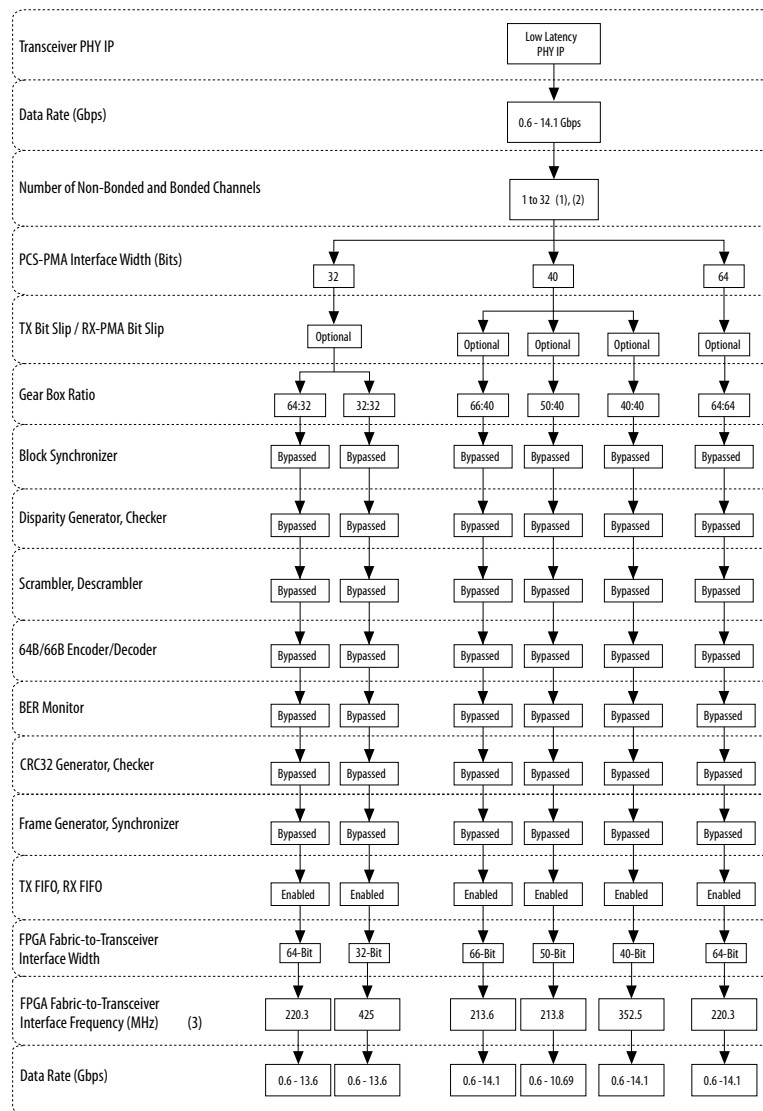 Transceiver PHY IP
Low Latency
PHY IP
Data Rate (Gbps)
0.6 - 14.1 Gbps
Number of Non-Bonded and Bonded Channels
1 to 32 (1), (2)
PCS-PMA Interface Width (Bits)
32 40 64
TX Bit Slip / RX-PMA Bit Slip
Optional Optional Optional Optional Optional
Gear Box Ratio
64:32 32:32 66:40 50:40 40:40 64:64
Block Synchronizer
Bypassed Bypassed Bypassed Bypassed Bypassed Bypassed
Disparity Generator, Checker
Bypassed Bypassed Bypassed Bypassed Bypassed Bypassed
Scrambler, Descrambler
Bypassed Bypassed Bypassed Bypassed Bypassed Bypassed
64B/66B Encoder/Decoder
Bypassed Bypassed Bypassed Bypassed Bypassed Bypassed
BER Monitor
Bypassed Bypassed Bypassed Bypassed Bypassed Bypassed
CRC32 Generator, Checker
Bypassed Bypassed Bypassed Bypassed Bypassed Bypassed
Frame Generator, Synchronizer
Bypassed Bypassed Bypassed Bypassed Bypassed Bypassed
TX FIFO, RX FIFO
Enabled Enabled Enabled Enabled Enabled Enabled
FPGA Fabric-to-Transceiver
Interface Width
64-Bit 32-Bit 66-Bit 50-Bit 40-Bit 64-Bit
FPGA Fabric-to-Transceiver
Interface Frequency (MHz) (3)
220.3 425 213.6 213.8 352.5 220.3
Data Rate (Gbps)
0.6 - 13.6 0.6 - 13.6 0.6 -14.1 0.6 - 10.69 0.6 -14.1 0.6 -14.1